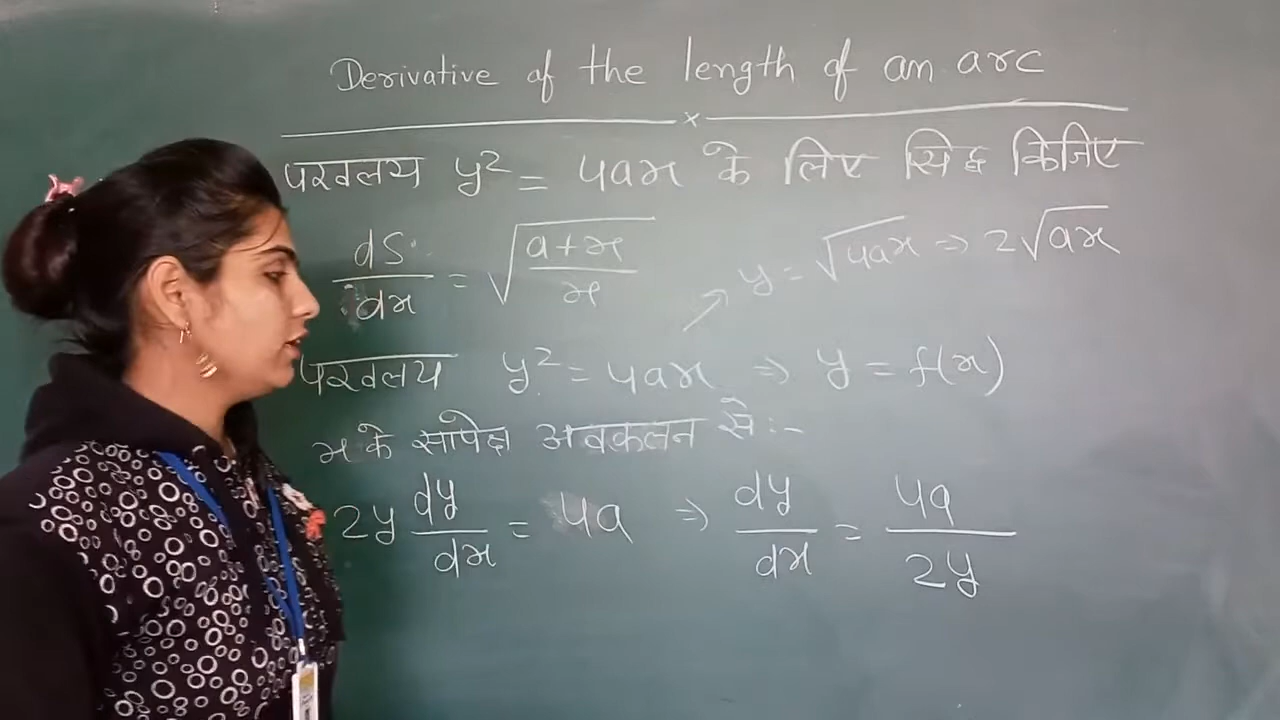 Derivative of the length of an arc
परवलय y² = 4ax के लिए सिद्ध किजिए
dS/dx = √((a+x)/x)
y = √4ax ⇒ 2√ax
परवलय y² = 4ax ⇒ y = f(x)
x के सापेक्ष अवकलन से:-
2y dy/dx = 4a ⇒ dy/dx = 4a/2y